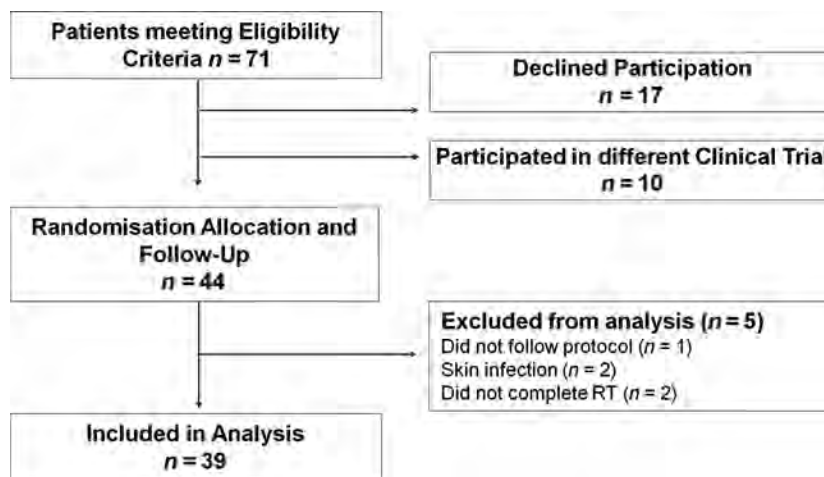 Patients meeting Eligibility
Criteria n = 71
Declined Participation
n = 17
Participated in different Clinical Trial
n = 10
Randomisation Allocation and
Follow-Up
n = 44
Excluded from analysis (n = 5)
Did not follow protocol (n = 1)
Skin infection (n = 2)
Did not complete RT (n = 2)
Included in Analysis
n = 39